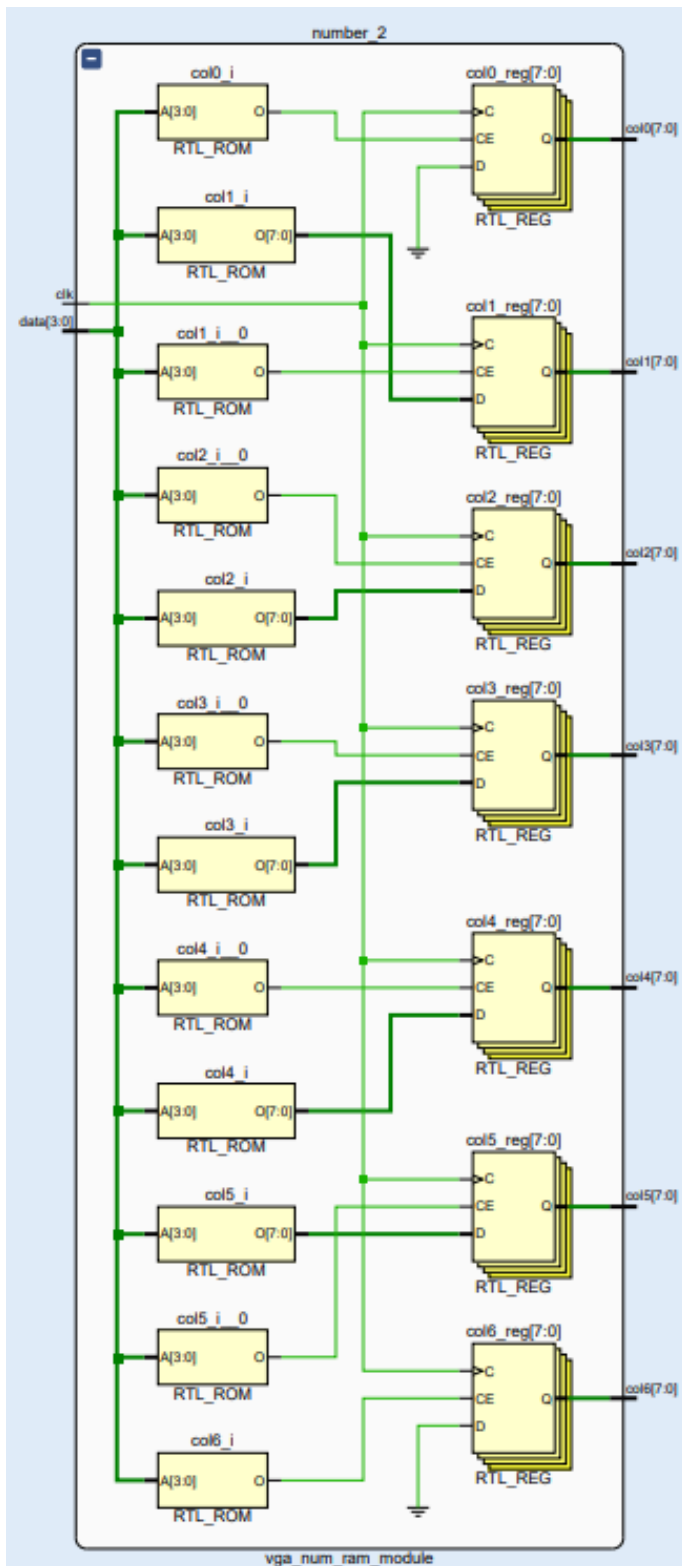 number_2
col0_i
A[3:0] O
RTL_ROM
col0_reg[7:0]
C
CE
D
Q
RTL_REG
col0[7:0]
col1_i
A[3:0] O[7:0]
RTL_ROM
clk
data[3:0]
col1_i__0
A[3:0] O
RTL_ROM
col1_reg[7:0]
C
CE
D
Q
RTL_REG
col1[7:0]
col2_i__0
A[3:0] O
RTL_ROM
col2_i
A[3:0] O[7:0]
RTL_ROM
col2_reg[7:0]
C
CE
D
Q
RTL_REG
col2[7:0]
col3_i__0
A[3:0] O
RTL_ROM
col3_i
A[3:0] O[7:0]
RTL_ROM
col3_reg[7:0]
C
CE
D
Q
RTL_REG
col3[7:0]
col4_i__0
A[3:0] O
RTL_ROM
col4_i
A[3:0] O[7:0]
RTL_ROM
col4_reg[7:0]
C
CE
D
Q
RTL_REG
col4[7:0]
col5_i
A[3:0] O[7:0]
RTL_ROM
col5_i__0
A[3:0] O
RTL_ROM
col5_reg[7:0]
C
CE
D
Q
RTL_REG
col5[7:0]
col6_i
A[3:0] O
RTL_ROM
col6_reg[7:0]
C
CE
D
Q
RTL_REG
col6[7:0]
vga_num_ram_module